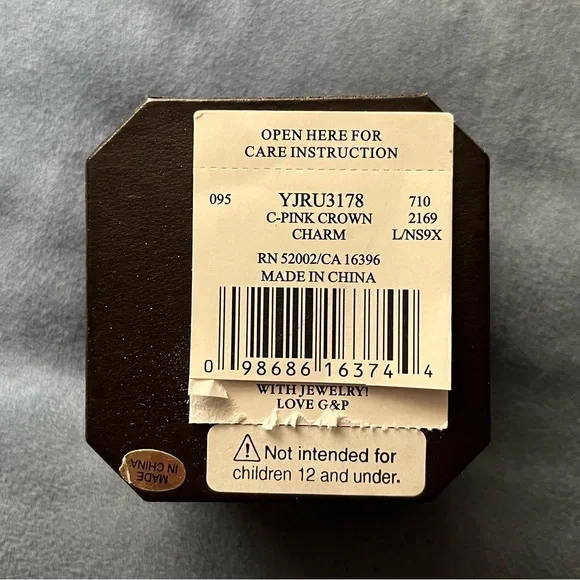 OPEN HERE FOR
CARE INSTRUCTION
095 YJRU3178 710
C-PINK CROWN 2169
CHARM L/NS9X
RN 52002/CA 16396
MADE IN CHINA
0 98686 16374 4
WITH JEWELRY!
LOVE G&P
Not intended for
children 12 and under.
MADE
IN CHINA